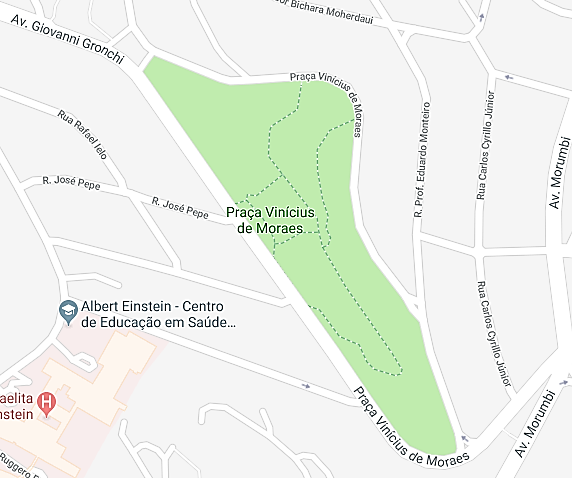 or Bichara Moherdaui
Av. Giovanni Gronchi
Praça Vinícius de Moraes
Rua Rafael Ielo
R. José Pepe
R. José Pepe
R. Prof. Eduardo Monteiro
Rua Carlos Cyrillo Júnior
Av. Morumbi
Praça Vinícius
de Moraes
Albert Einstein - Centro
de Educação em Saúde...
Rua Carlos Cyrillo Júnior
aelita
nstein
H
Praça Vinícius de Moraes
Av. Morumbi
Ruggero F